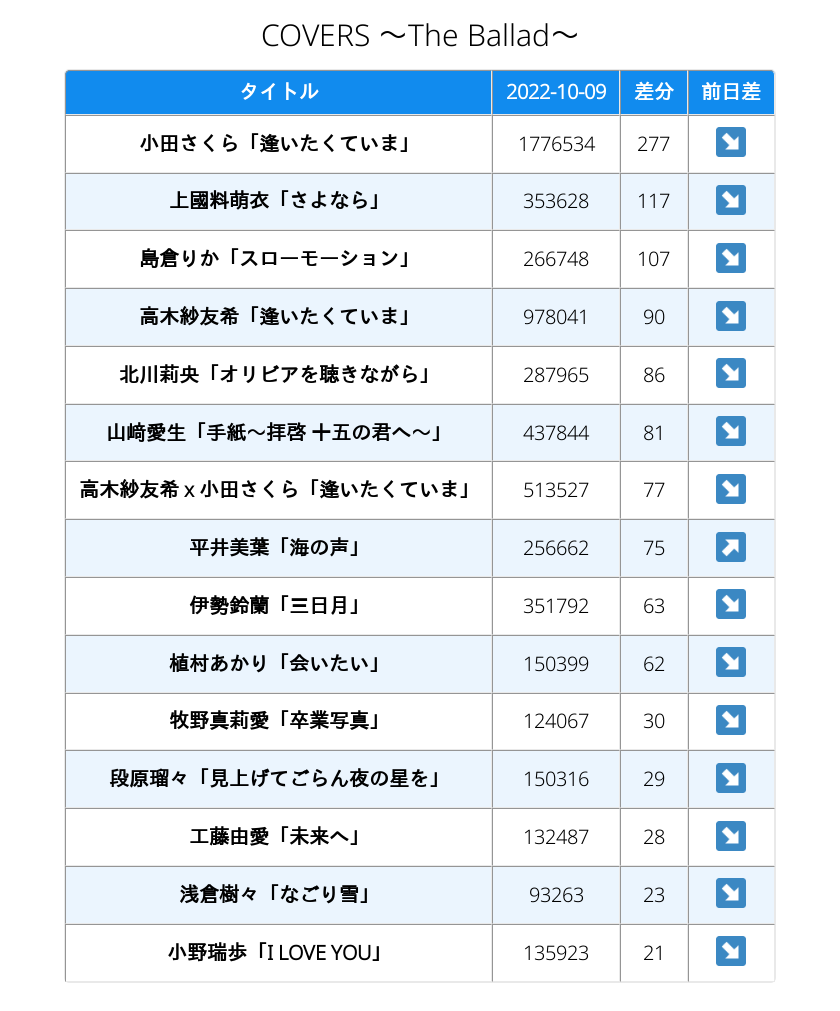 COVERS ～The Ballad～
タイトル 2022-10-09 差分 前日差
小田さくら「逢いたくていま」 1776534 277 ↘
上國料萌衣「さよなら」 353628 117 ↘
島倉りか「スローモーション」 266748 107 ↘
高木紗友希「逢いたくていま」 978041 90 ↘
北川莉央「オリビアを聴きながら」 287965 86 ↘
山﨑愛生「手紙～拝啓 十五の君へ～」 437844 81 ↘
高木紗友希 x 小田さくら「逢いたくていま」 513527 77 ↘
平井美葉「海の声」 256662 75 ↗
伊勢鈴蘭「三日月」 351792 63 ↘
植村あかり「会いたい」 150399 62 ↘
牧野真莉愛「卒業写真」 124067 30 ↘
段原瑠々「見上げてごらん夜の星を」 150316 29 ↘
工藤由愛「未来へ」 132487 28 ↘
浅倉樹々「なごり雪」 93263 23 ↘
小野瑞歩「I LOVE YOU」 135923 21 ↘